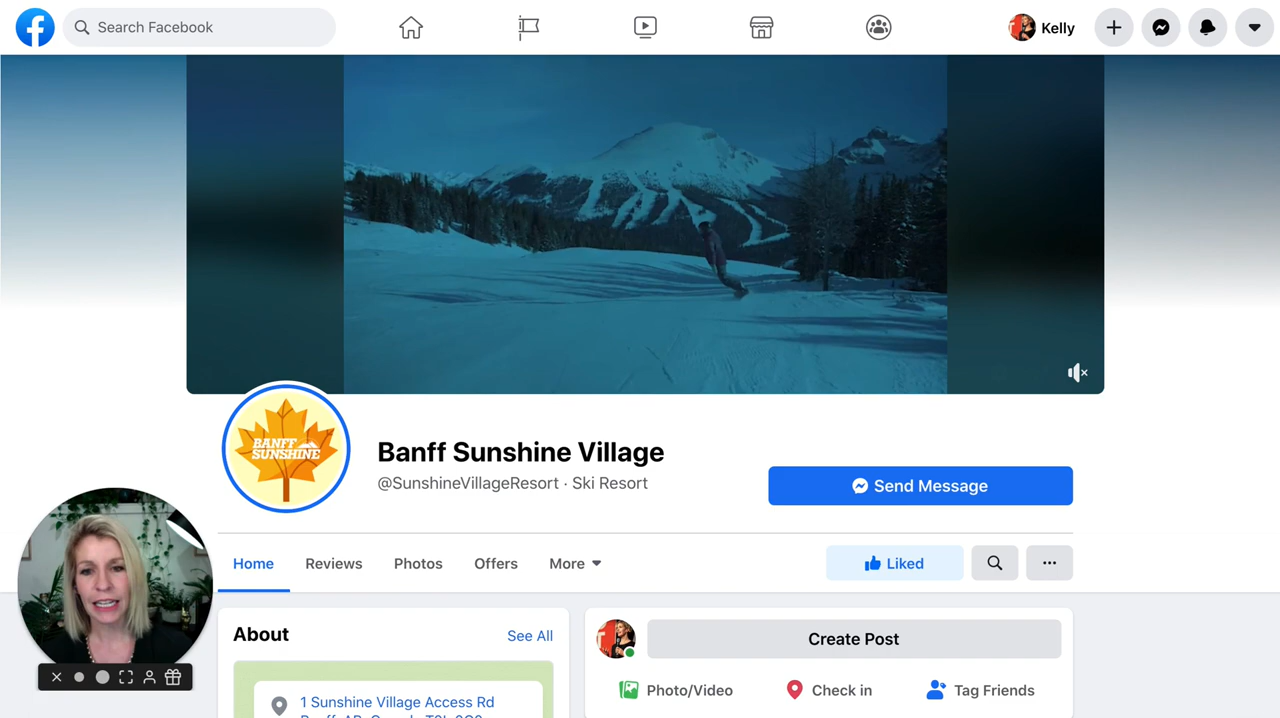 Search Facebook
Kelly
BANFF
SUNSHINE
Banff Sunshine Village
@SunshineVillageResort · Ski Resort
Send Message
Home
Reviews
Photos
Offers
More
Liked
About
See All
Create Post
1 Sunshine Village Access Rd
Photo/Video
Check in
Tag Friends